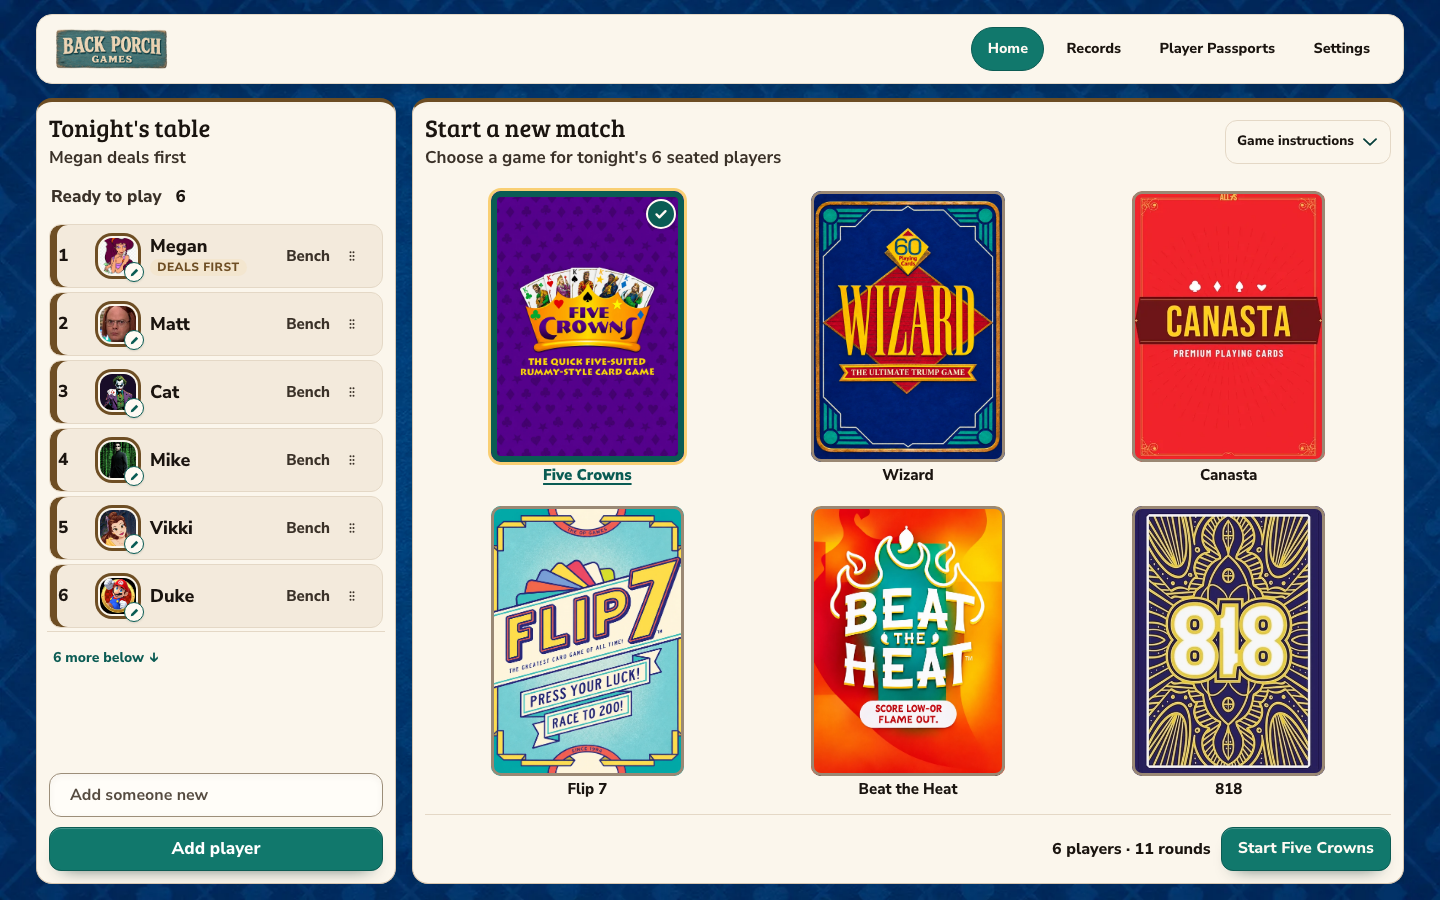 BACK PORCH
GAMES
Home
Records
Player Passports
Settings
Tonight's table
Megan deals first
Ready to play 6
1
Megan
DEALS FIRST
Bench
2
Matt
Bench
3
Cat
Bench
4
Mike
Bench
5
Vikki
Bench
6
Duke
Bench
6 more below ↓
Add someone new
Add player
Start a new match
Choose a game for tonight's 6 seated players
Game instructions
FIVE
CROWNS
THE QUICK FIVE-SUITED
RUMMY-STYLE CARD GAME
Five Crowns
60
Playing
Cards
WIZARD
THE ULTIMATE TRUMP GAME
Wizard
ALLYS
CANASTA
PREMIUM PLAYING CARDS
Canasta
FLIP 7
THE GREATEST CARD GAME OF ALL TIME!
PRESS YOUR LUCK!
RACE TO 200!
Flip 7
BEAT
THE
HEAT
TM
SCORE LOW-OR
FLAME OUT.
Beat the Heat
818
818
6 players · 11 rounds
Start Five Crowns